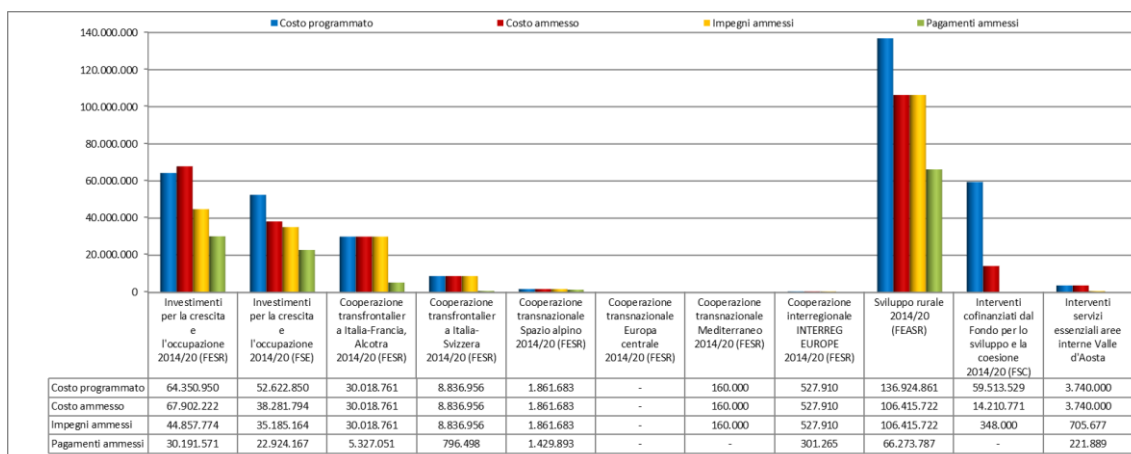 Costo programmato Costo ammesso Impegni ammessi Pagamenti ammessi
140.000.000
120.000.000
100.000.000
80.000.000
60.000.000
40.000.000
20.000.000
0
Investimenti
per la crescita
e
l'occupazione
2014/20 (FESR)
Investimenti
per la crescita
e
l'occupazione
2014/20 (FSE)
Cooperazione
transfrontalier
a Italia-Francia,
Alcotra
2014/20 (FESR)
Cooperazione
transfrontalier
a Italia-
Svizzera
2014/20 (FESR)
Cooperazione
transnazionale
Spazio alpino
2014/20 (FESR)
Cooperazione
transnazionale
Europa
centrale
2014/20 (FESR)
Cooperazione
transnazionale
Mediterraneo
2014/20 (FESR)
Cooperazione
interregionale
INTERREG
EUROPE
2014/20 (FESR)
Sviluppo rurale
2014/20
(FEASR)
Interventi
cofinanziati dal
Fondo per lo
sviluppo e la
coesione
2014/20 (FSC)
Interventi
servizi
essenziali aree
interne Valle
d'Aosta
Costo programmato 64.350.950 52.622.850 30.018.761 8.836.956 1.861.683 - 160.000 527.910 136.924.861 59.513.529 3.740.000
Costo ammesso 67.902.222 38.281.794 30.018.761 8.836.956 1.861.683 - 160.000 527.910 106.415.722 14.210.771 3.740.000
Impegni ammessi 44.857.774 35.185.164 30.018.761 8.836.956 1.861.683 - 160.000 527.910 106.415.722 348.000 705.677
Pagamenti ammessi 30.191.571 22.924.167 5.327.051 796.498 1.429.893 - - 301.265 66.273.787 - 221.889